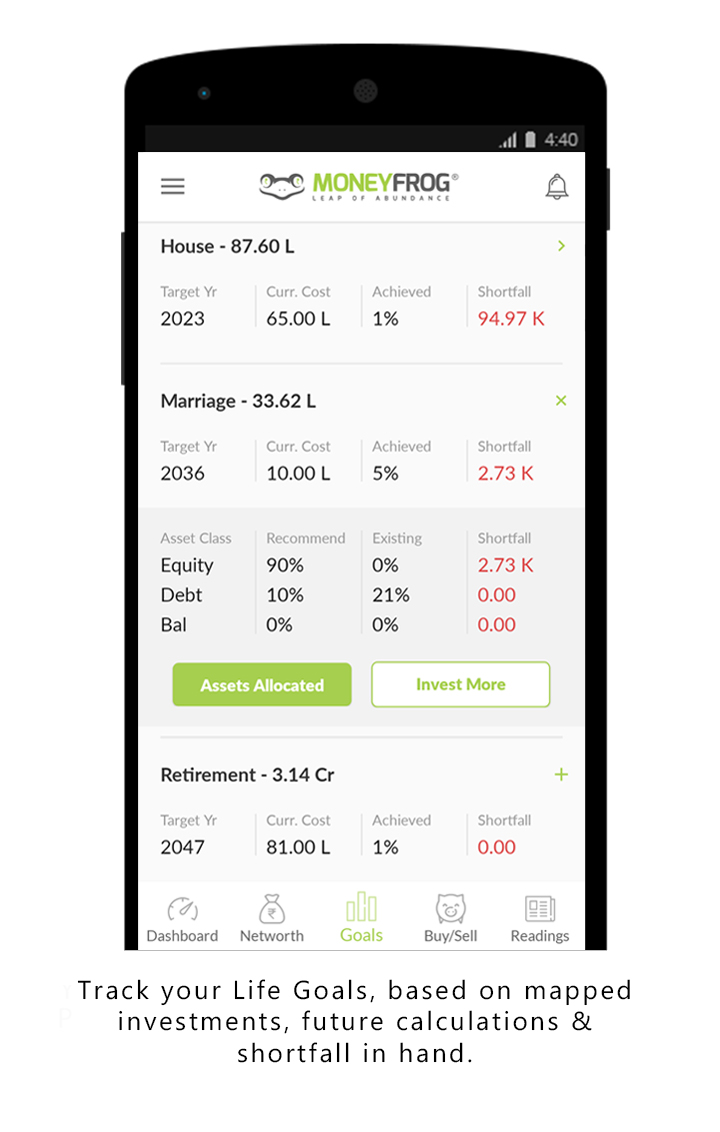 4:40
MONEYFROG®
LEAP OF ABUNDANCE
House - 87.60 L
Target Yr Curr. Cost Achieved Shortfall
2023 65.00 L 1% 94.97 K
Marriage - 33.62 L
Target Yr Curr. Cost Achieved Shortfall
2036 10.00 L 5% 2.73 K
Asset Class Recommend Existing Shortfall
Equity 90% 0% 2.73 K
Debt 10% 21% 0.00
Bal 0% 0% 0.00
Assets Allocated Invest More
Retirement - 3.14 Cr
Target Yr Curr. Cost Achieved Shortfall
2047 81.00 L 1% 0.00
₹
Dashboard Networth Goals Buy/Sell Readings
Track your Life Goals, based on mapped
investments, future calculations &
shortfall in hand.